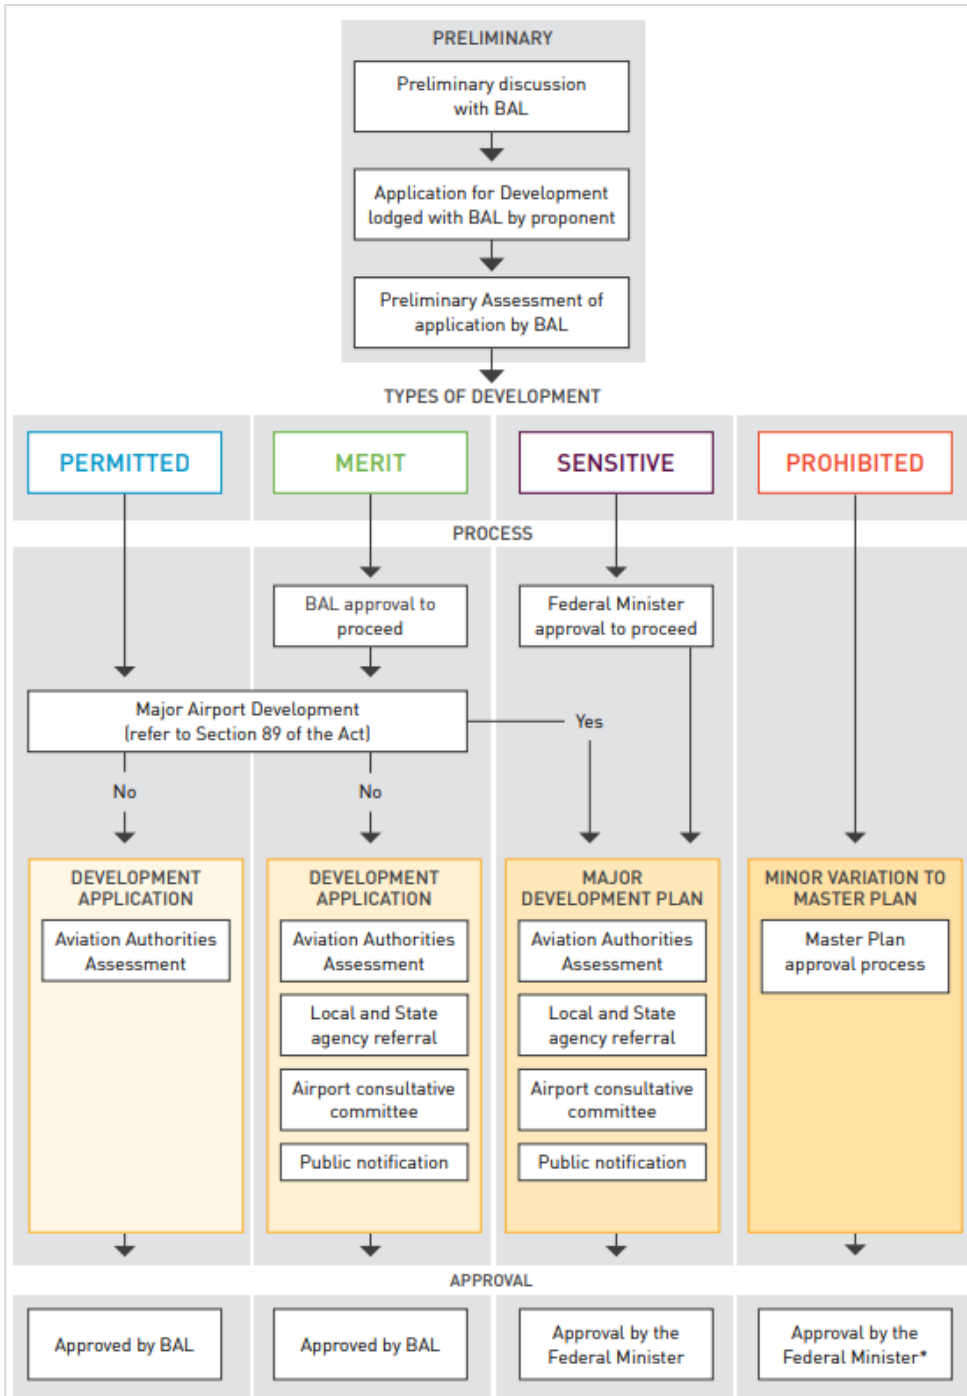 PRELIMINARY
Preliminary discussion
with BAL
Application for Development
lodged with BAL by proponent
Preliminary Assessment of
application by BAL
TYPES OF DEVELOPMENT
PERMITTED
MERIT
SENSITIVE
PROHIBITED
PROCESS
BAL approval to
proceed
Federal Minister
approval to proceed
Major Airport Development
(refer to Section 89 of the Act)
Yes
No
No
DEVELOPMENT
APPLICATION
Aviation Authorities
Assessment
DEVELOPMENT
APPLICATION
Aviation Authorities
Assessment
Local and State
agency referral
Airport consultative
committee
Public notification
MAJOR
DEVELOPMENT PLAN
Aviation Authorities
Assessment
Local and State
agency referral
Airport consultative
committee
Public notification
MINOR VARIATION TO
MASTER PLAN
Master Plan
approval process
APPROVAL
Approved by BAL
Approved by BAL
Approval by the
Federal Minister
Approval by the
Federal Minister*